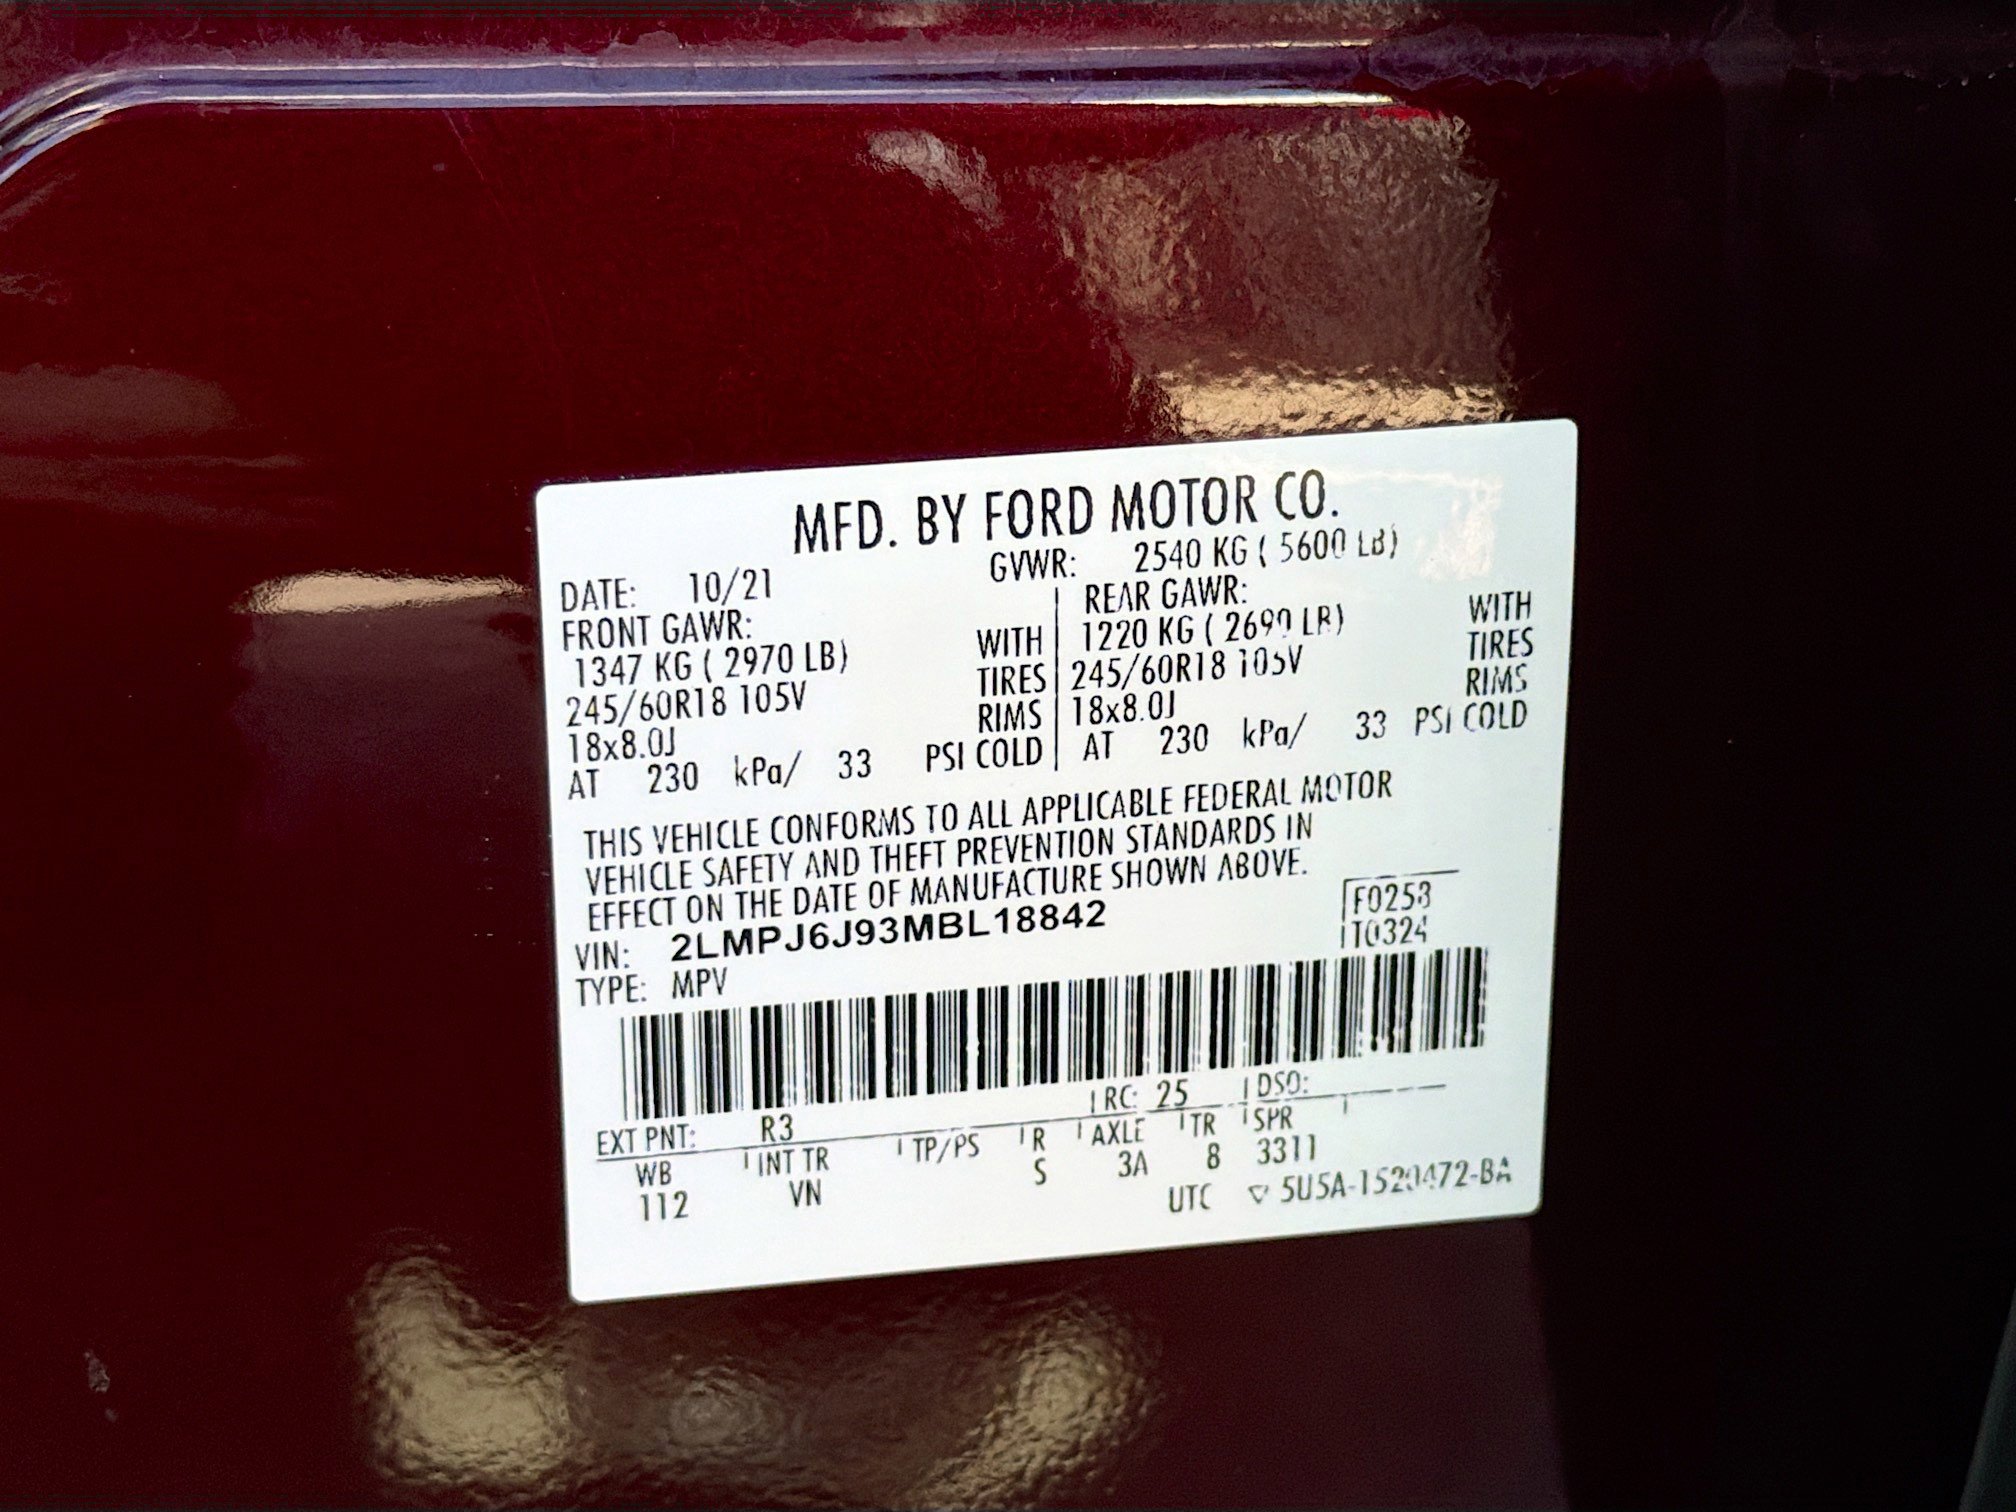 MFD. BY FORD MOTOR CO.
DATE: 10/21 GVWR: 2540 KG ( 5600 LB)
FRONT GAWR: REAR GAWR:
1347 KG ( 2970 LB) WITH 1220 KG ( 2690 LB) WITH
245/60R18 105V TIRES 245/60R18 105V TIRES
18x8.0J RIMS 18x8.0J RIMS
AT 230 kPa/ 33 PSI COLD AT 230 kPa/ 33 PSI COLD
THIS VEHICLE CONFORMS TO ALL APPLICABLE FEDERAL MOTOR
VEHICLE SAFETY AND THEFT PREVENTION STANDARDS IN
EFFECT ON THE DATE OF MANUFACTURE SHOWN ABOVE.
VIN: 2LMPJ6J93MBL18842 F0253
TYPE: MPV T0324
EXT PNT: R3 RC: 25 DSO:
WB INT TR TP/PS R AXLE TR SPR
112 VN S 3A 8 3311
UTC ▽ 5U5A-1520472-BA